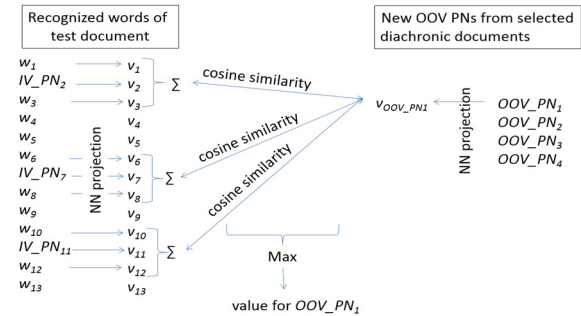 Recognized words of
test document
New OOV PNs from selected
diachronic documents
w1 v1
IV_PN2 v2 Σ
w3 v3
w4 v4
w5 v5
w6 v6
IV_PN7 v7 Σ
w8 v8
w9 v9
w10 v10
IV_PN11 v11 Σ
w12 v12
w13 v13
NN projection
cosine similarity
cosine similarity
cosine similarity
vOOV_PN1
NN projection
OOV_PN1
OOV_PN2
OOV_PN3
OOV_PN4
Max
value for OOV_PN1